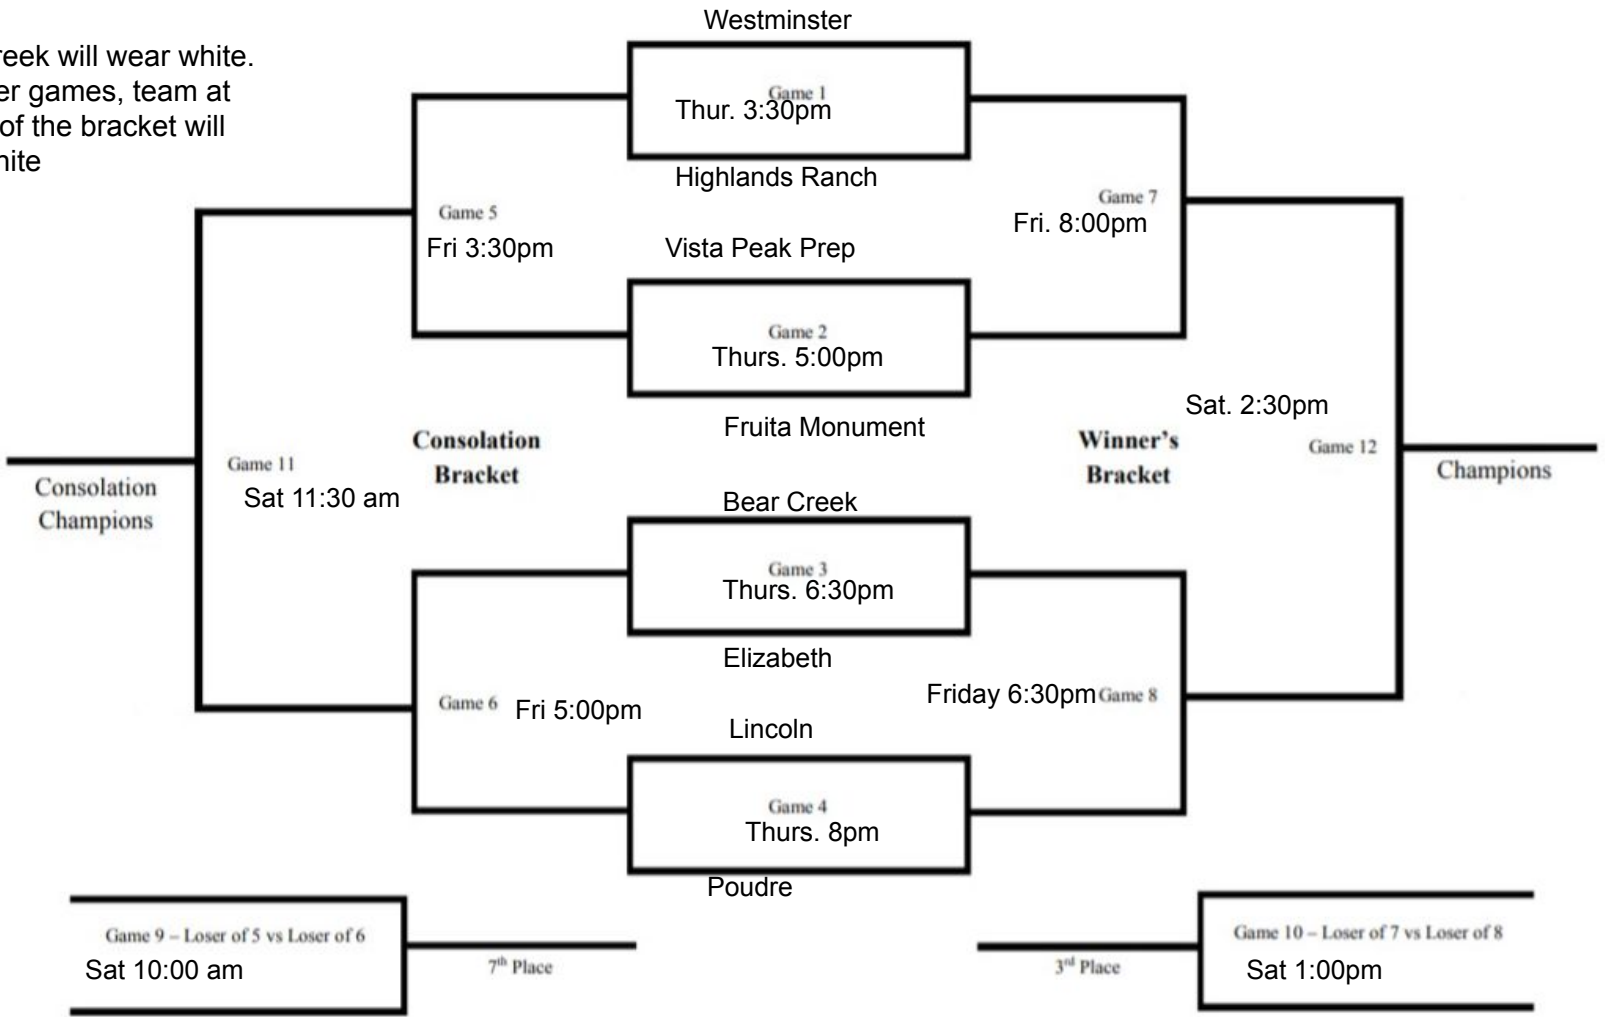 Westminster
reek will wear white.
er games, team at
of the bracket will
nite
Game 1
Thur. 3:30pm
Highlands Ranch
Game 7
Fri. 8:00pm
Game 5
Fri 3:30pm
Vista Peak Prep
Game 2
Thurs. 5:00pm
Sat. 2:30pm
Fruita Monument
Consolation
Bracket
Winner's
Bracket
Game 12
Champions
Game 11
Sat 11:30 am
Consolation
Champions
Bear Creek
Game 3
Thurs. 6:30pm
Elizabeth
Game 6
Fri 5:00pm
Friday 6:30pm
Game 8
Lincoln
Game 4
Thurs. 8pm
Poudre
Game 9 – Loser of 5 vs Loser of 6
Sat 10:00 am
7th Place
3rd Place
Game 10 – Loser of 7 vs Loser of 8
Sat 1:00pm